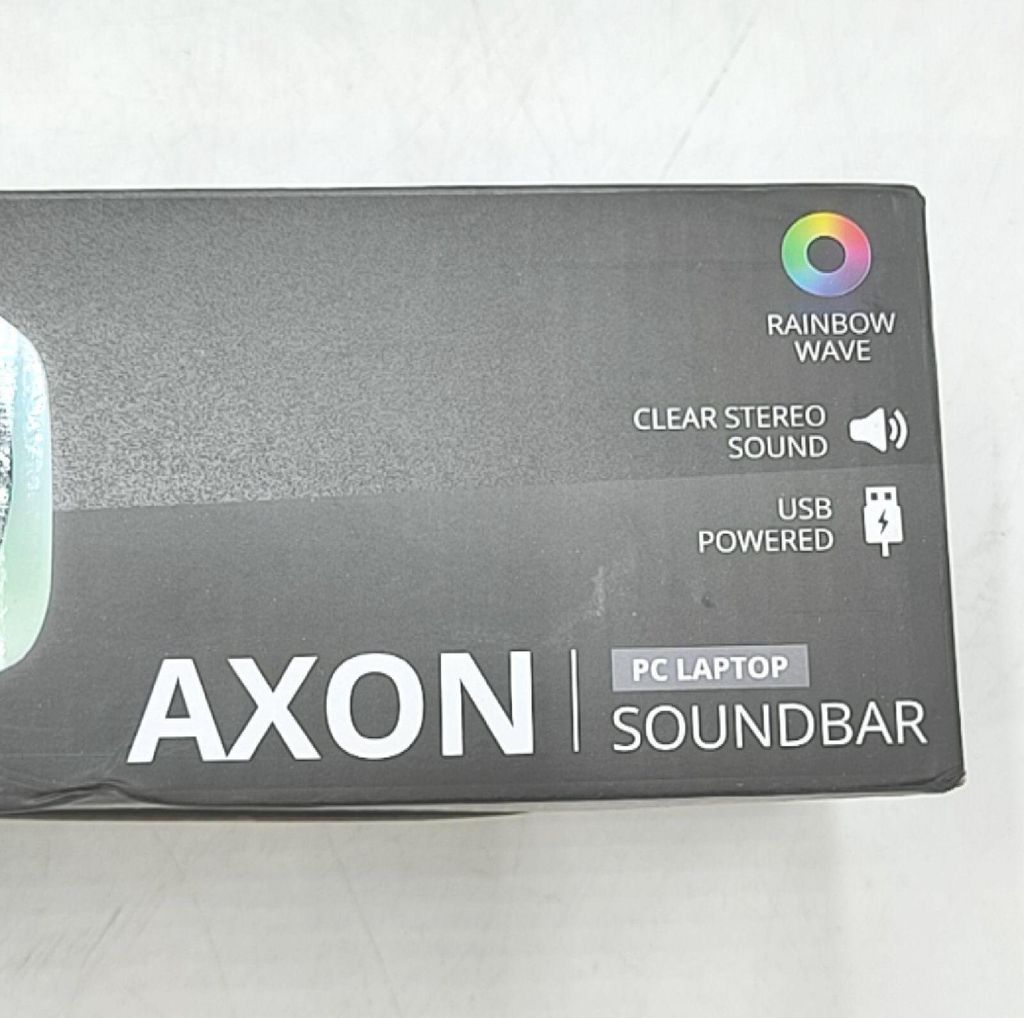 RAINBOW
WAVE
CLEAR STEREO
SOUND
USB
POWERED
AXON
PC LAPTOP
SOUNDBAR